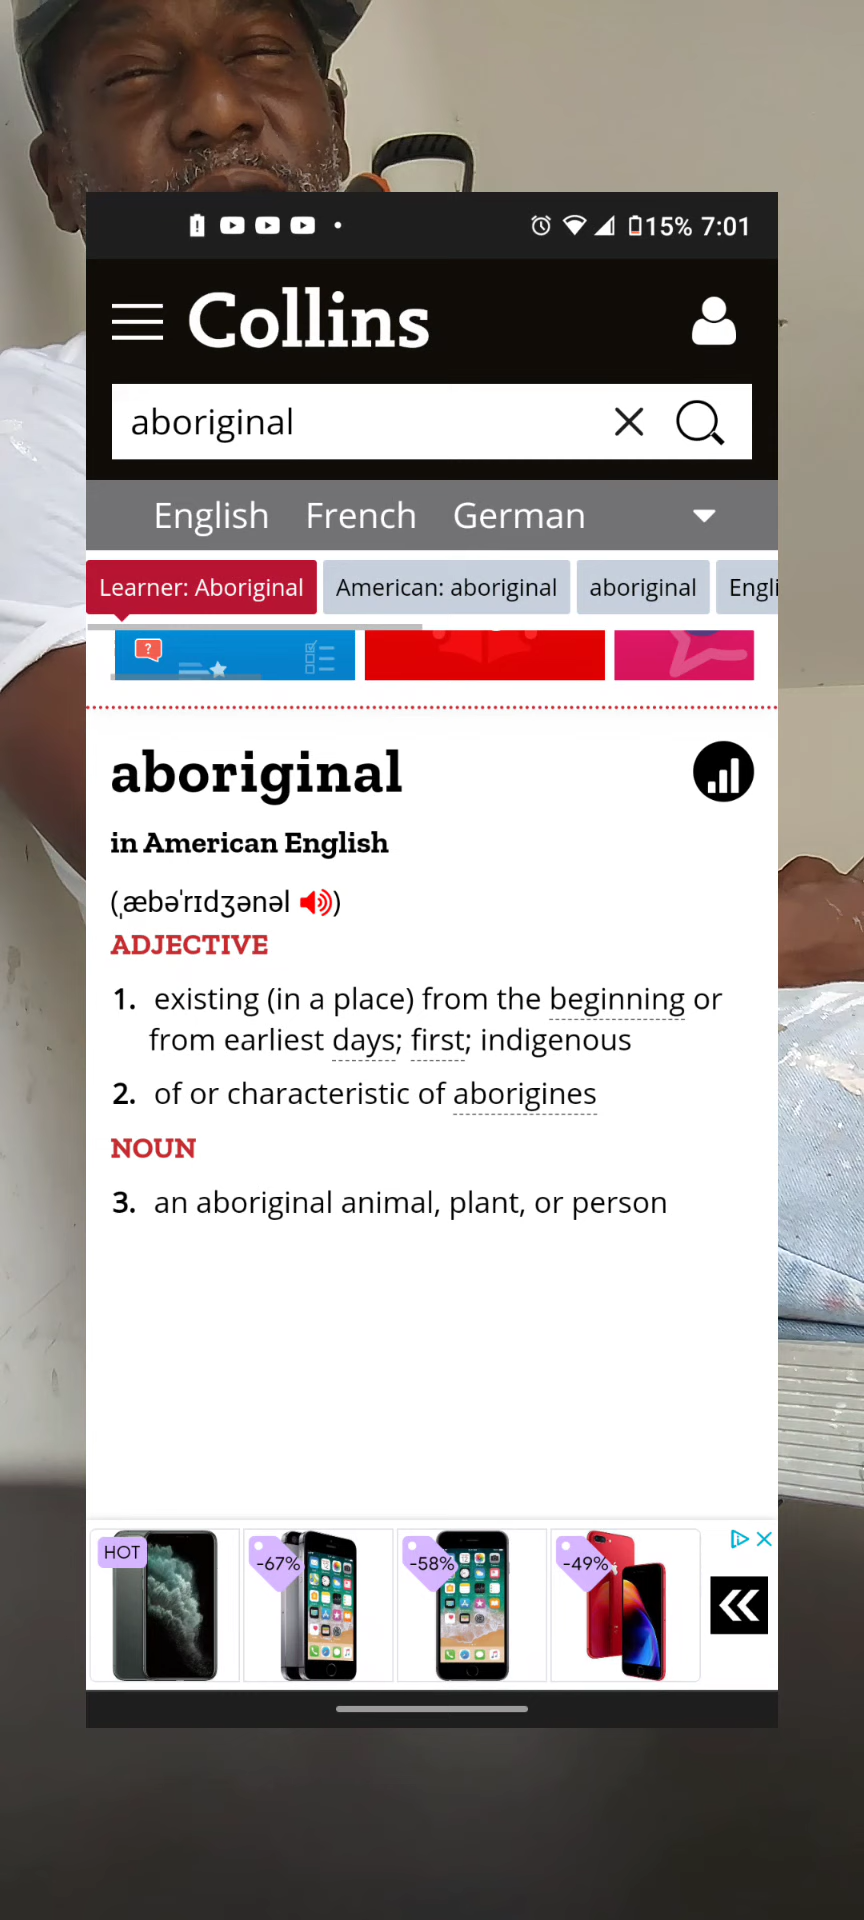 15% 7:01
Collins
aboriginal
English French German
Learner: Aboriginal American: aboriginal aboriginal Engli
?
aboriginal
in American English
(ˌæbəˈrɪdʒənəl )
ADJECTIVE
1. existing (in a place) from the beginning or
from earliest days; first; indigenous
2. of or characteristic of aborigines
NOUN
3. an aboriginal animal, plant, or person
HOT -67% -58% -49%